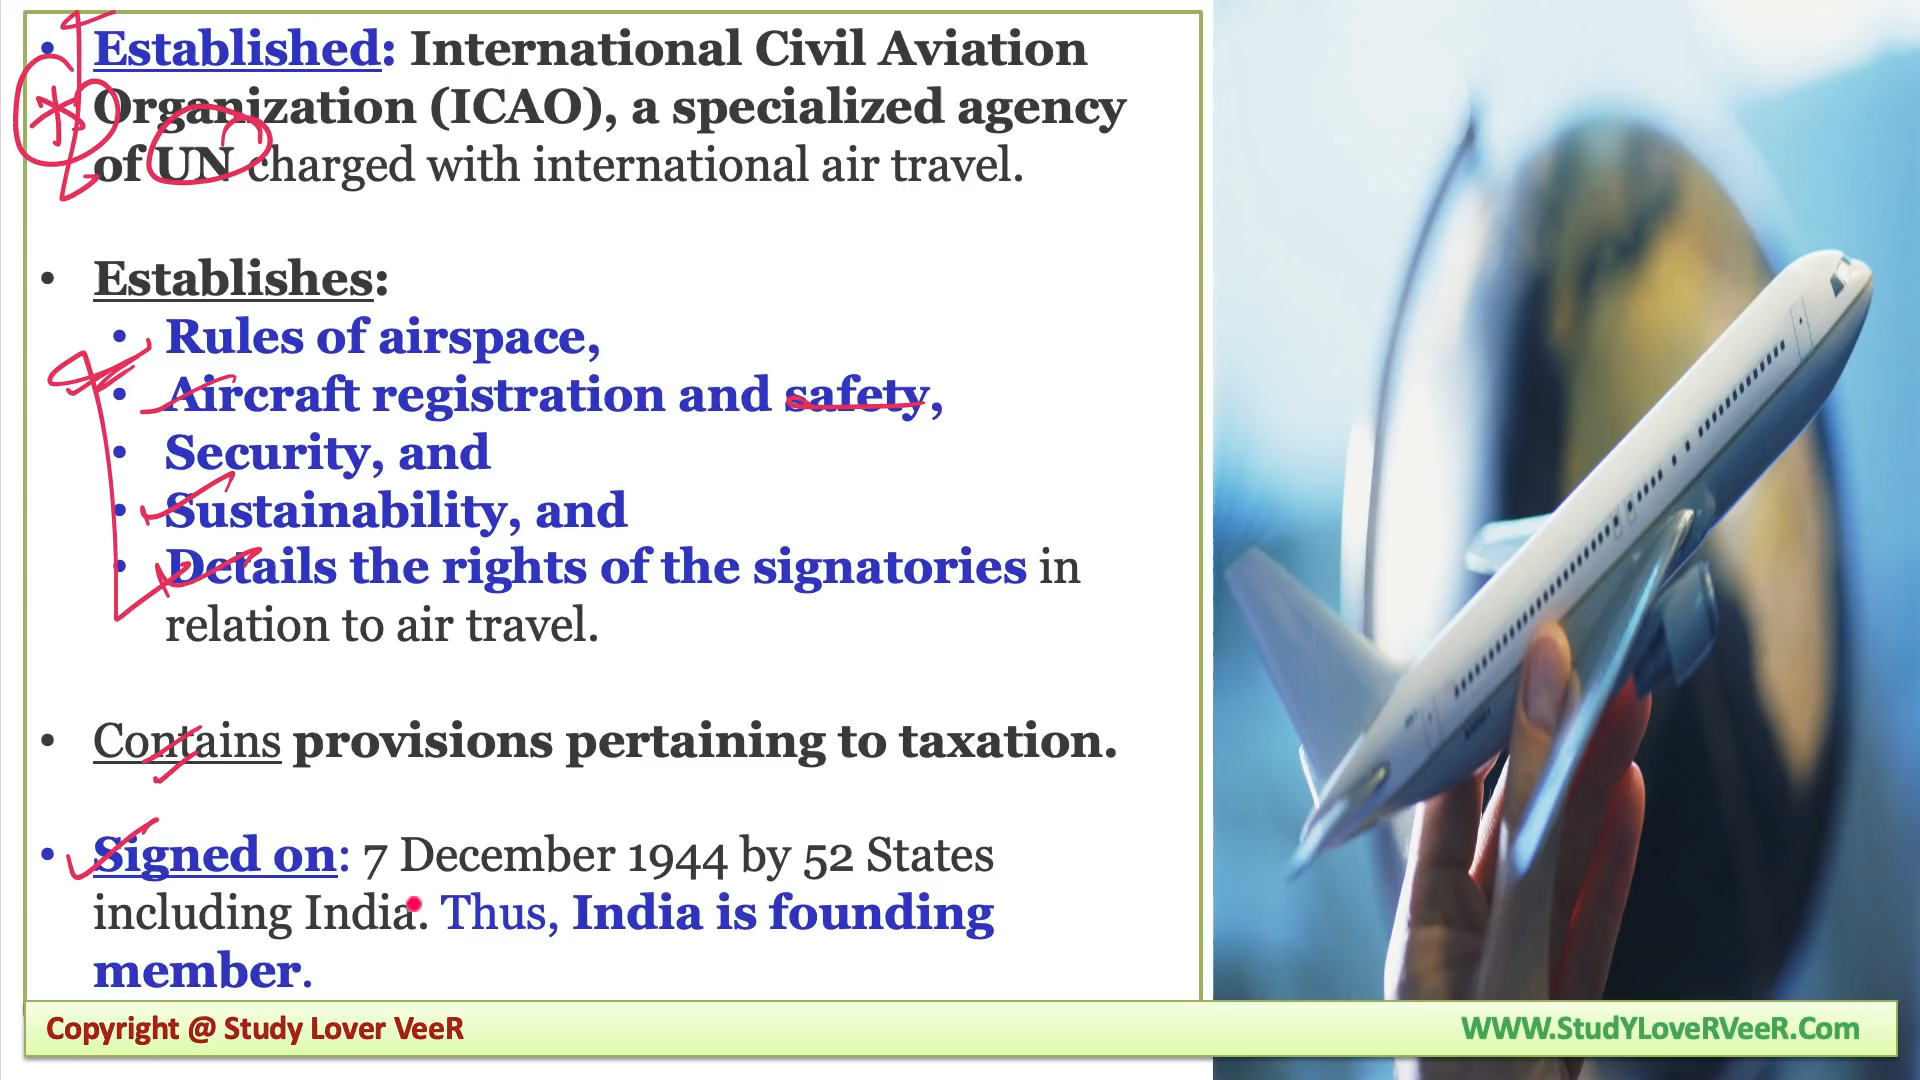 • Established: International Civil Aviation
Organization (ICAO), a specialized agency
of UN charged with international air travel.
• Establishes:
• Rules of airspace,
• Aircraft registration and safety,
• Security, and
• Sustainability, and
• Details the rights of the signatories in
relation to air travel.
• Contains provisions pertaining to taxation.
• Signed on: 7 December 1944 by 52 States
including India. Thus, India is founding
member.
Copyright @ Study Lover VeeR
WWW.StudYLoveRVeeR.Com